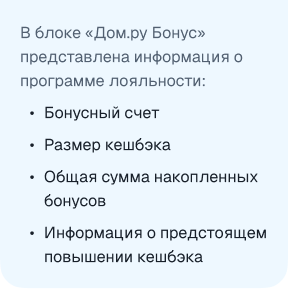 В блоке «Дом.ру Бонус»
представлена информация о
программе лояльности:
• Бонусный счет
• Размер кешбэка
• Общая сумма накопленных
бонусов
• Информация о предстоящем
повышении кешбэка